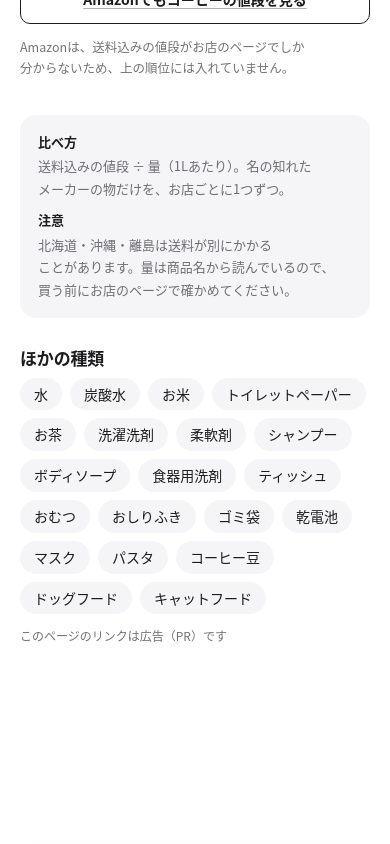 Amazonでもコーヒーの値段を見る
Amazonは、送料込みの値段がお店のページでしか
分からないため、上の順位には入れていません。
比べ方
送料込みの値段 ÷ 量（1Lあたり）。名の知れた
メーカーの物だけを、お店ごとに1つずつ。
注意
北海道・沖縄・離島は送料が別にかかる
ことがあります。量は商品名から読んでいるので、
買う前にお店のページで確かめてください。
ほかの種類
水 炭酸水 お米 トイレットペーパー
お茶 洗濯洗剤 柔軟剤 シャンプー
ボディソープ 食器用洗剤 ティッシュ
おむつ おしりふき ゴミ袋 乾電池
マスク パスタ コーヒー豆
ドッグフード キャットフード
このページのリンクは広告（PR）です